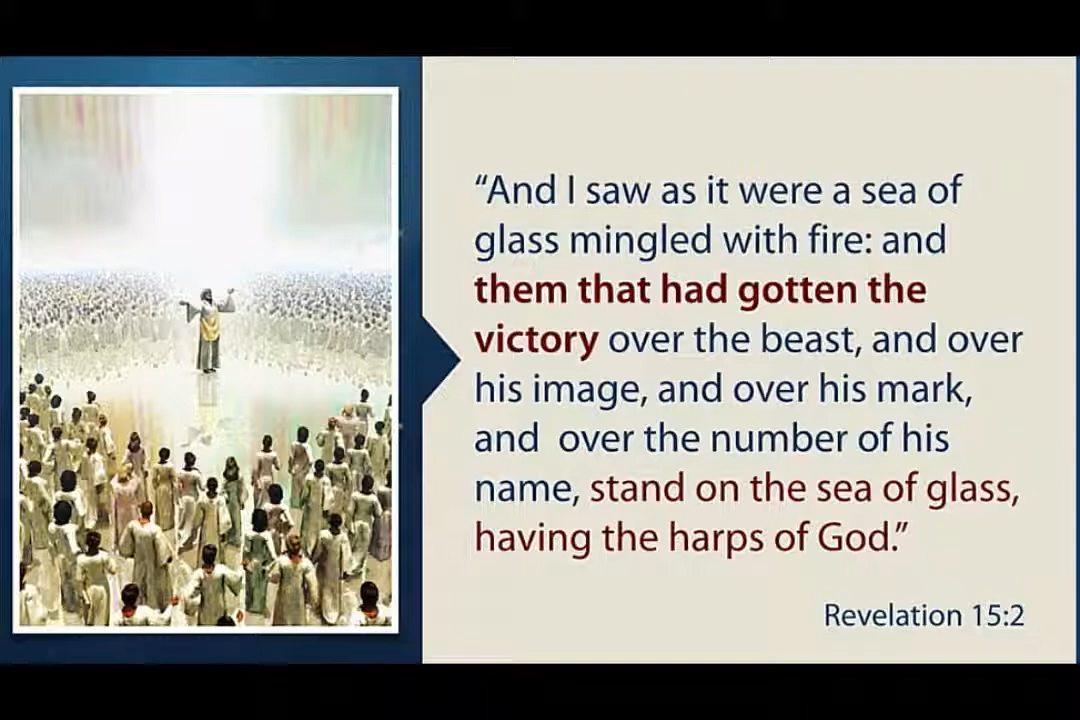 “And I saw as it were a sea of
glass mingled with fire: and
them that had gotten the
victory over the beast, and over
his image, and over his mark,
and  over the number of his
name, stand on the sea of glass,
having the harps of God.”
Revelation 15:2